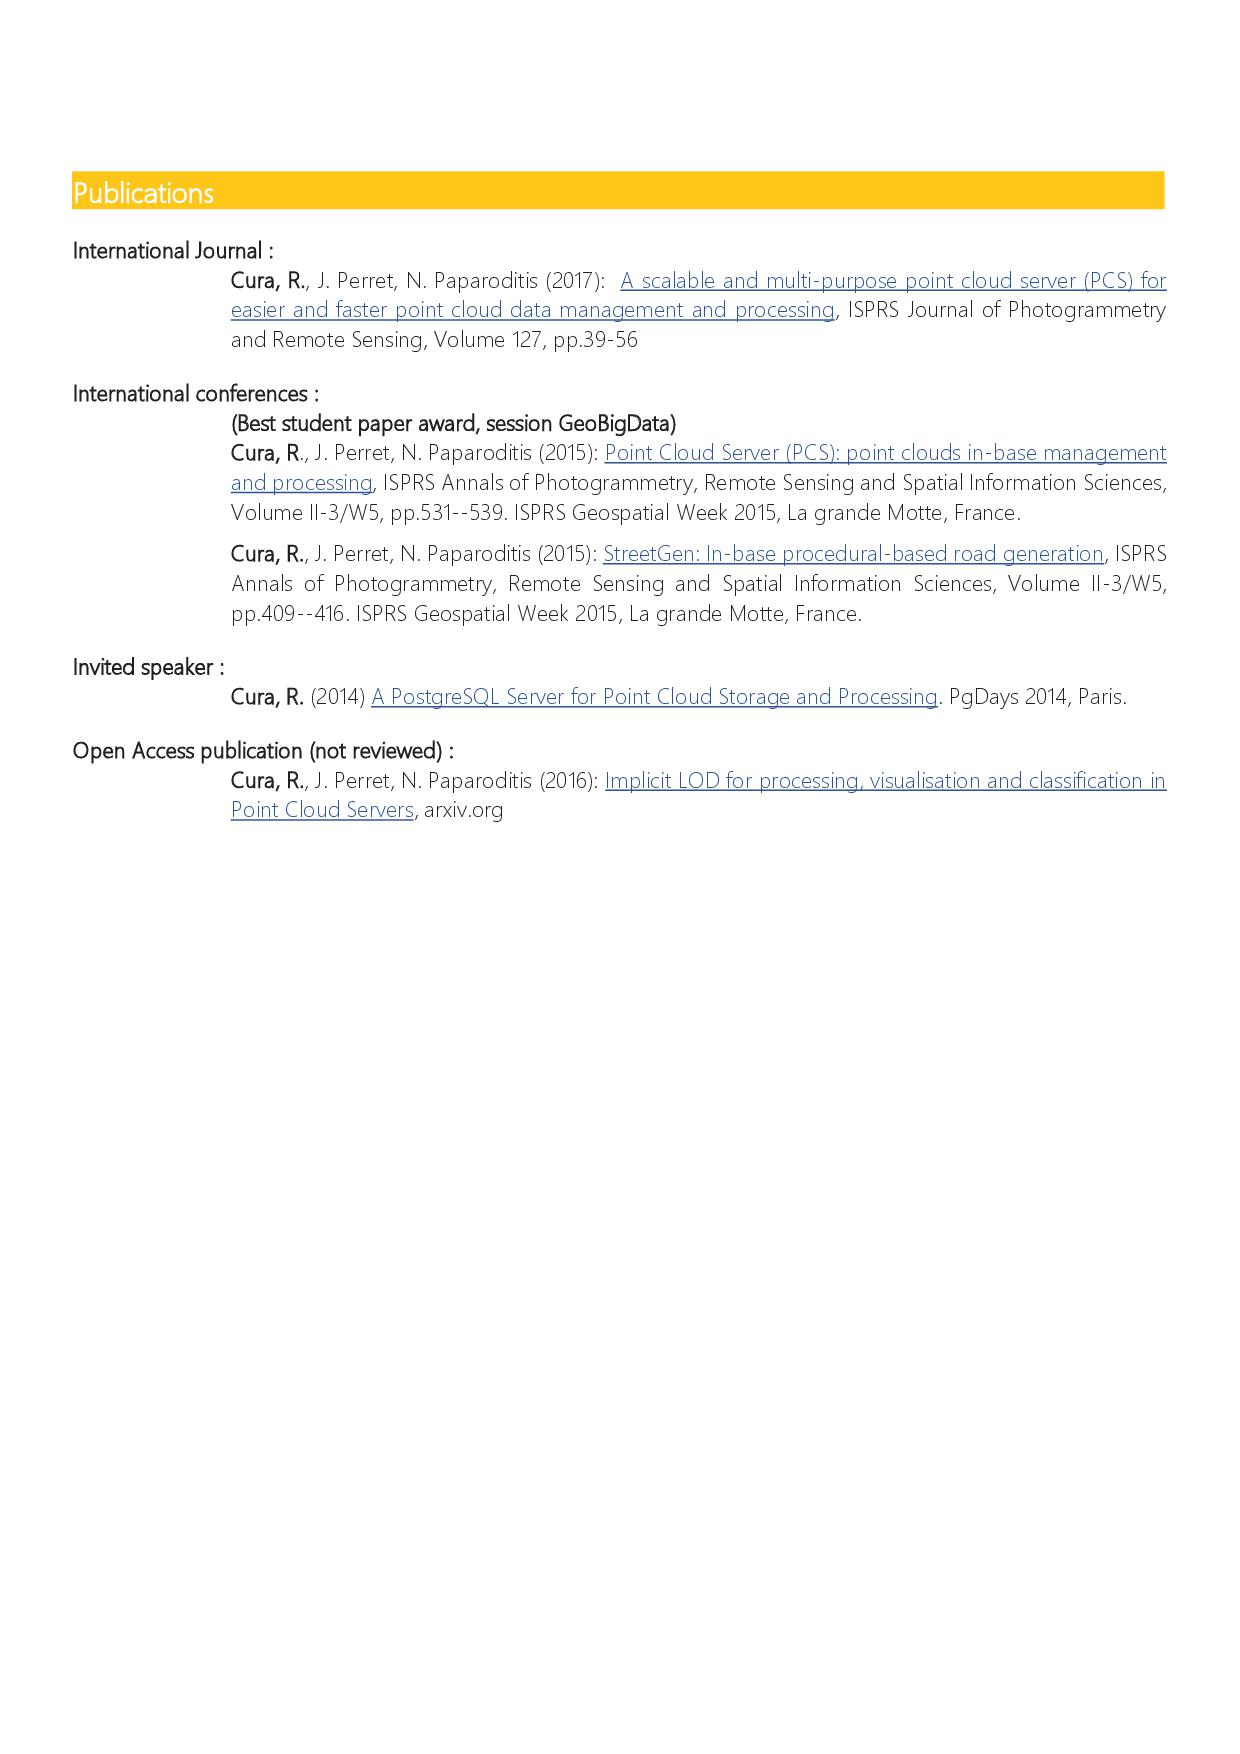 Publications
International Journal :
Cura, R., J. Perret, N. Paparoditis (2017): A scalable and multi-purpose point cloud server (PCS) for
easier and faster point cloud data management and processing, ISPRS Journal of Photogrammetry
and Remote Sensing, Volume 127, pp.39-56
International conferences :
(Best student paper award, session GeoBigData)
Cura, R., J. Perret, N. Paparoditis (2015): Point Cloud Server (PCS): point clouds in-base management
and processing, ISPRS Annals of Photogrammetry, Remote Sensing and Spatial Information Sciences,
Volume II-3/W5, pp.531--539. ISPRS Geospatial Week 2015, La grande Motte, France.
Cura, R., J. Perret, N. Paparoditis (2015): StreetGen: In-base procedural-based road generation, ISPRS
Annals of Photogrammetry, Remote Sensing and Spatial Information Sciences, Volume II-3/W5,
pp.409--416. ISPRS Geospatial Week 2015, La grande Motte, France.
Invited speaker :
Cura, R. (2014) A PostgreSQL Server for Point Cloud Storage and Processing. PgDays 2014, Paris.
Open Access publication (not reviewed) :
Cura, R., J. Perret, N. Paparoditis (2016): Implicit LOD for processing, visualisation and classification in
Point Cloud Servers, arxiv.org